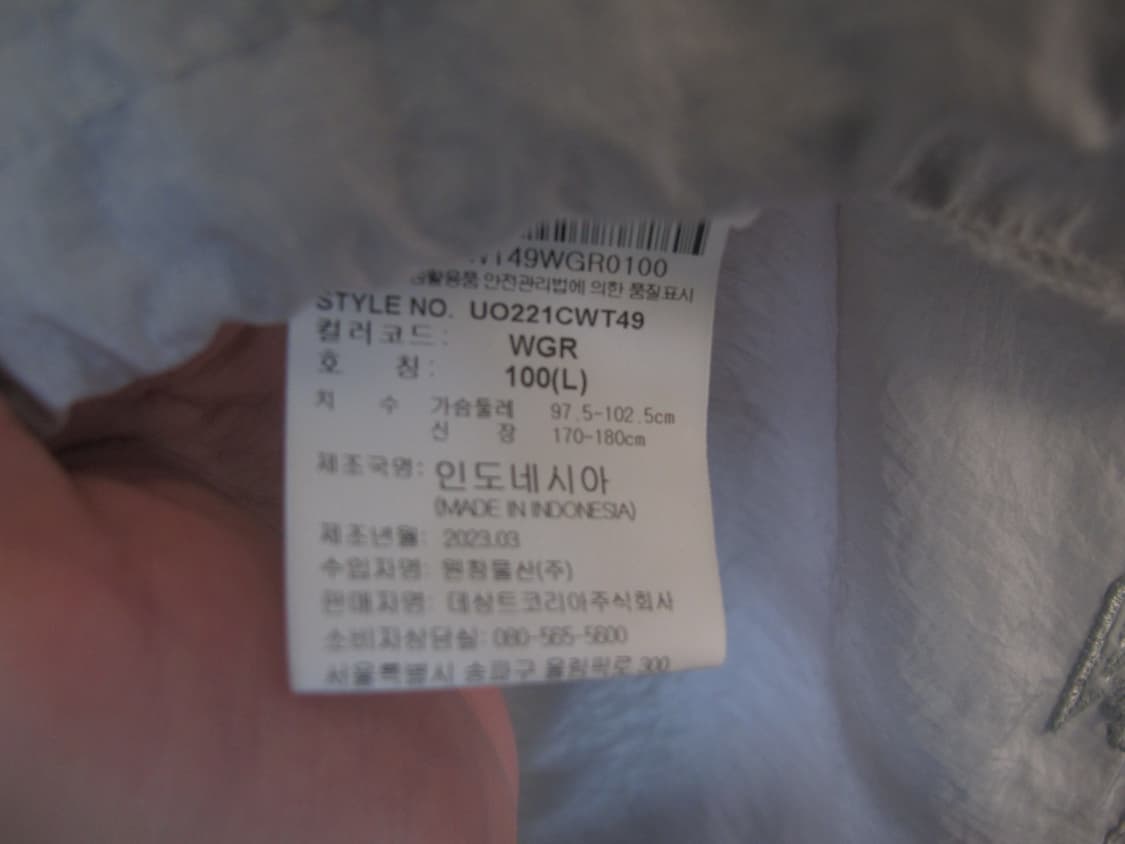 49WGR0100
활용품 안전관리법에 의한 품질표시
STYLE NO. UO221CWT49
컬러코드: WGR
호 칭: 100(L)
치 수 가슴둘레 97.5-102.5cm
신 장 170-180cm
제조국명: 인도네시아
(MADE IN INDONESIA)
제조년월: 2023.03
수입자명: 원창물산(주)
판매자명: 데상트코리아주식회사
소비자상담실: 080-565-5600
서울특별시 송파구 올림픽로 300